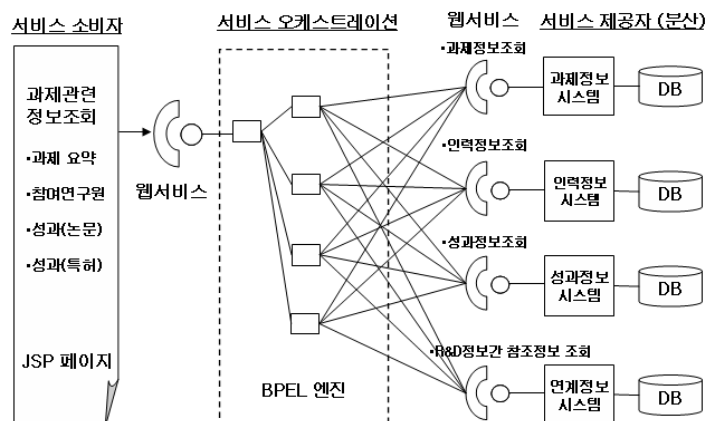 서비스 소비자
서비스 오케스트레이션
웹서비스
서비스 제공자 (분산)
과제관련
정보조회
•과제 요약
•참여연구원
•성과(논문)
•성과(특허)
JSP 페이지
웹서비스
BPEL 엔진
•과제정보조회
과제정보
시스템
DB
•인력정보조회
인력정보
시스템
DB
•성과정보조회
성과정보
시스템
DB
•R&D정보간 참조정보 조회
연계정보
시스템
DB